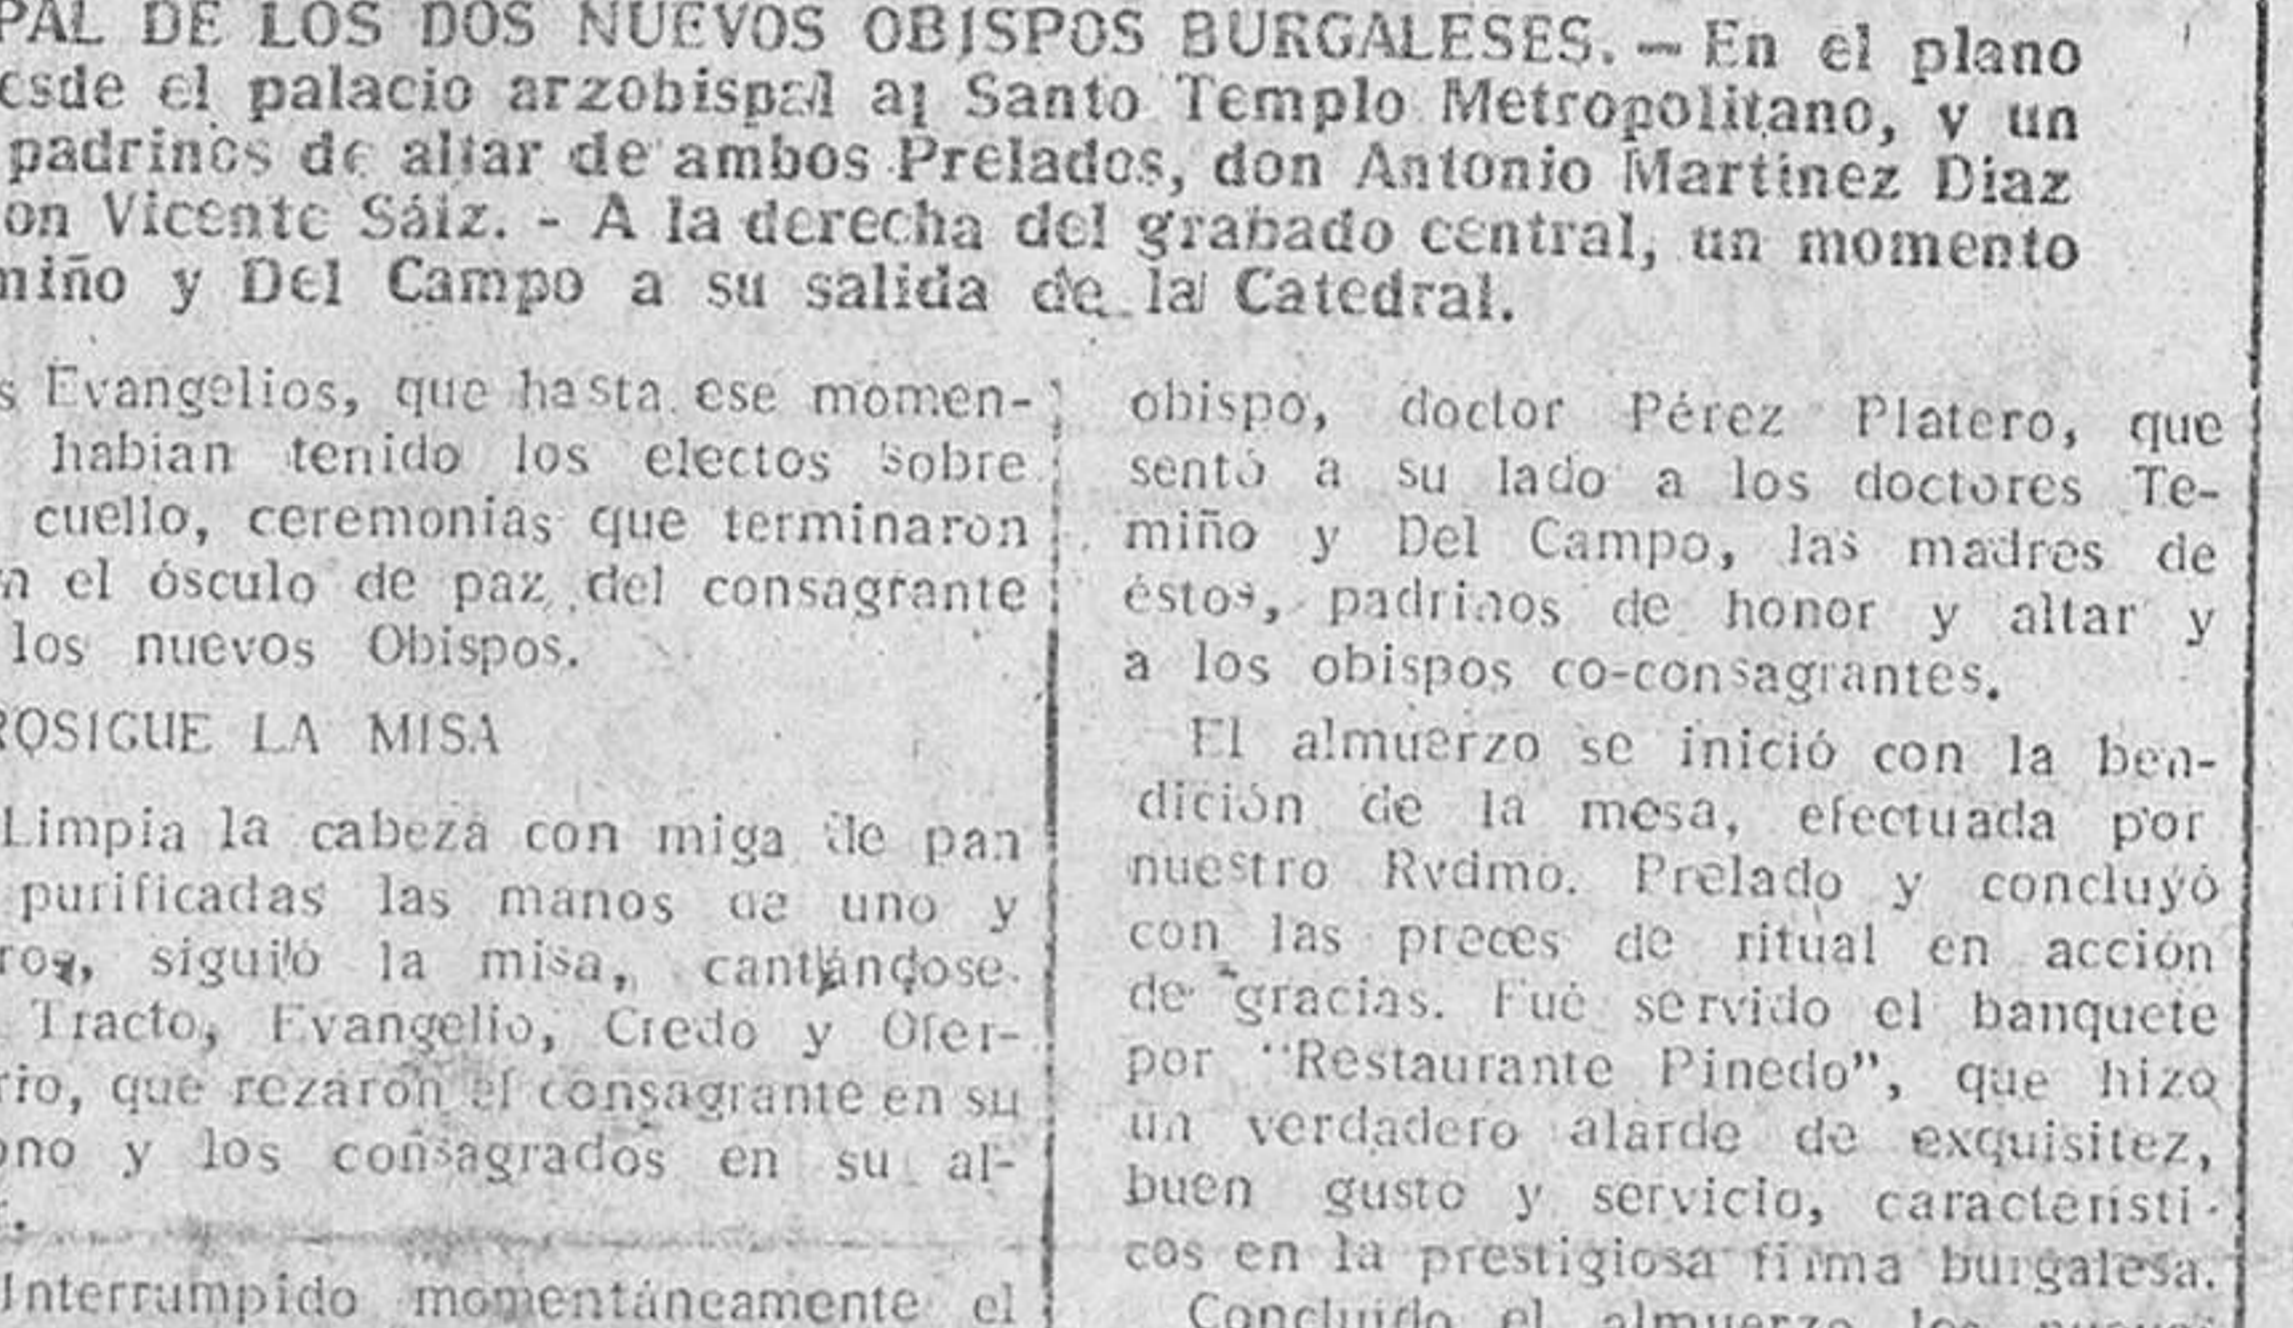 PAL DE LOS DOS NUEVOS OBISPOS BURGALESES. — En el plano
esde el palacio arzobispal al Santo Templo Metropolitano, y un
padrinos de altar de ambos Prelados, don Antonio Martínez Díaz
on Vicente Sáiz. - A la derecha del grabado central, un momento
miño y Del Campo a su salida de la Catedral.
s Evangelios, que hasta ese momen-
habían tenido los electos sobre
cuello, ceremonias que terminaron
n el ósculo de paz del consagrante
los nuevos Obispos.
ROSIGUE LA MISA
Limpia la cabeza con miga de pan
purificadas las manos de uno y
ros, siguió la misa, cantándose
Tracto, Evangelio, Credo y Ofer-
rio, que rezaron el consagrante en su
ono y los consagrados en su al-
Interrumpido momentáneamente el
obispo, doctor Pérez Platero, que
sentó a su lado a los doctores Te-
miño y Del Campo, las madres de
éstos, padrinos de honor y altar y
a los obispos co-consagrantes.
El almuerzo se inició con la ben-
dición de la mesa, efectuada por
nuestro Rvdmo. Prelado y concluyó
con las preces de ritual en acción
de gracias. Fué servido el banquete
por "Restaurante Pinedo", que hizo
un verdadero alarde de exquisitez,
buen gusto y servicio, característi-
cos en la prestigiosa firma burgalesa.
Concluido el almuerzo los